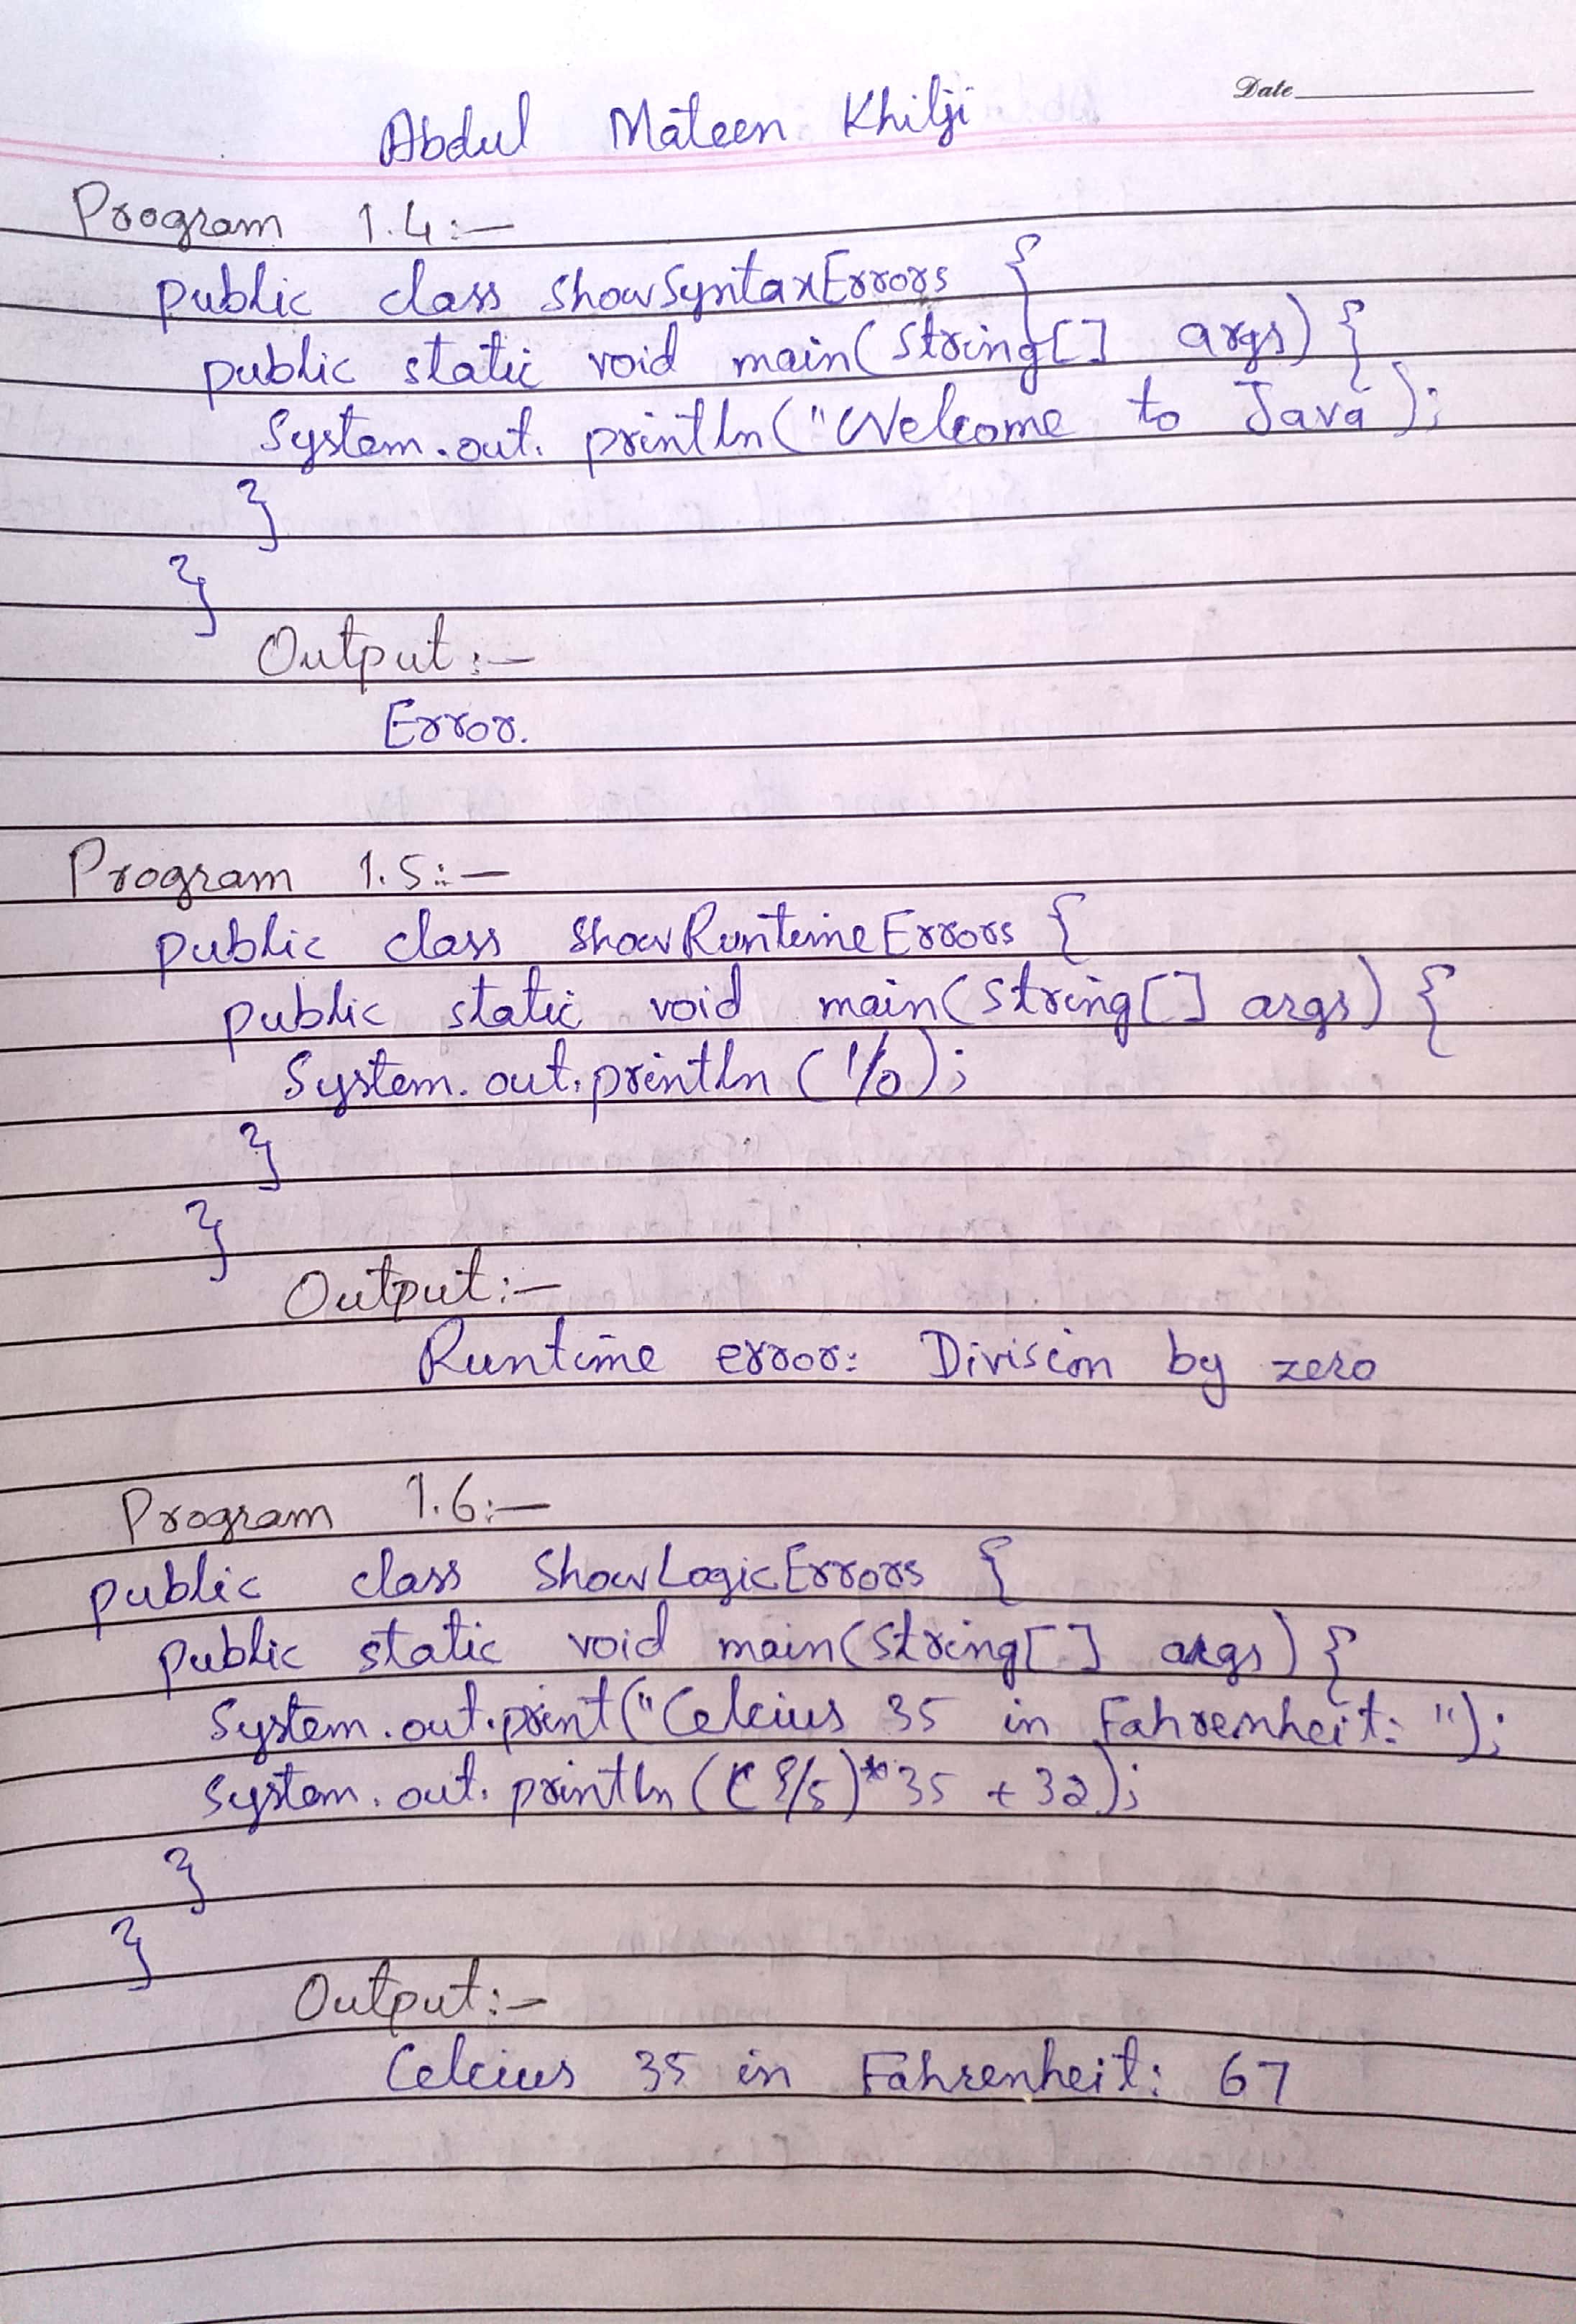 Date
Abdul Mateen Khilji
Program 1.4:-
public class ShowSyntaxErrors {
public static void main(String[] args) {
System.out.println("Welcome to Java);
}
}
Output:-
Error.
Program 1.5:-
public class ShowRuntimeErrors {
public static void main(String[] args) {
System.out.println(1/0);
}
}
Output:-
Runtime error: Division by zero
Program 1.6:-
public class ShowLogicErrors {
public static void main(String[] args) {
System.out.print("Celcius 35 in Fahrenheit: ");
System.out.println((9/5)*35 + 32);
}
}
Output:-
Celcius 35 in Fahrenheit: 67